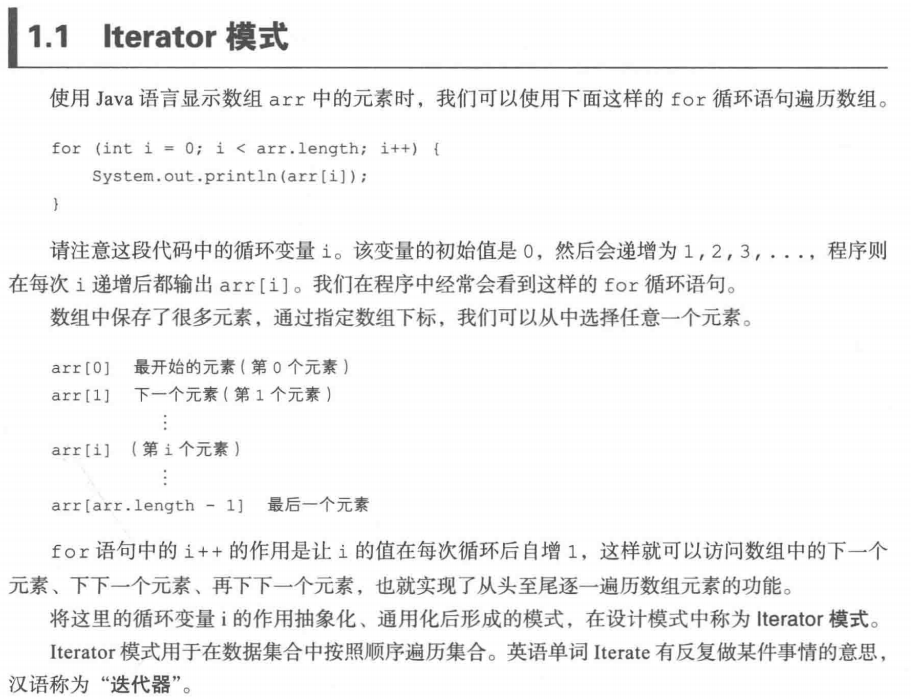 1.1 Iterator 模式
使用 Java 语言显示数组 arr 中的元素时，我们可以使用下面这样的 for 循环语句遍历数组。
for (int i = 0; i < arr.length; i++) {
    System.out.println(arr[i]);
}
请注意这段代码中的循环变量 i。该变量的初始值是 0，然后会递增为 1,2,3,...，程序则
在每次 i 递增后都输出 arr[i]。我们在程序中经常会看到这样的 for 循环语句。
数组中保存了很多元素，通过指定数组下标，我们可以从中选择任意一个元素。
arr[0] 最开始的元素（第 0 个元素）
arr[1] 下一个元素（第 1 个元素）
⋮
arr[i] （第 i 个元素）
⋮
arr[arr.length - 1] 最后一个元素
for 语句中的 i++ 的作用是让 i 的值在每次循环后自增 1，这样就可以访问数组中的下一个
元素、下下一个元素、再下下一个元素，也就实现了从头至尾逐一遍历数组元素的功能。
将这里的循环变量 i 的作用抽象化、通用化后形成的模式，在设计模式中称为 Iterator 模式。
Iterator 模式用于在数据集合中按照顺序遍历集合。英语单词 Iterate 有反复做某件事情的意思，
汉语称为“迭代器”。